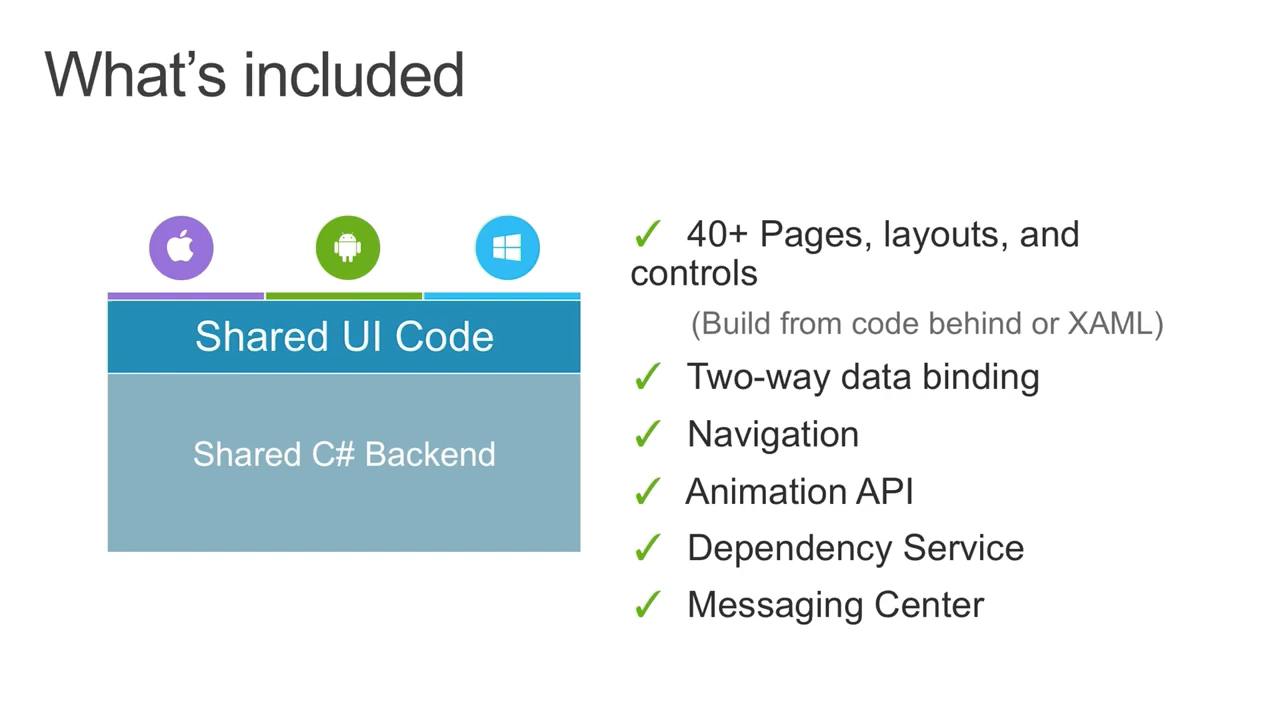 What's included
Shared UI Code
Shared C# Backend
✓ 40+ Pages, layouts, and
controls
(Build from code behind or XAML)
✓ Two-way data binding
✓ Navigation
✓ Animation API
✓ Dependency Service
✓ Messaging Center